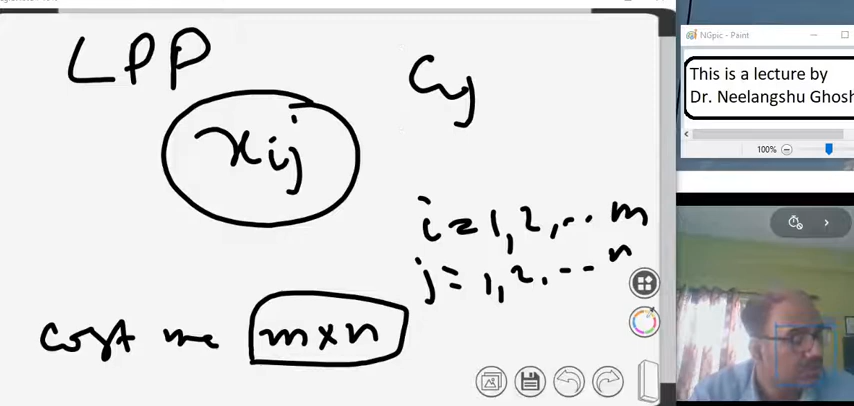 LPP
xij
Cij
i = 1, 2, ... m
j = 1, 2, ... n
cost me m x n
NGpic - Paint
This is a lecture by
Dr. Neelangshu Ghosh
100%